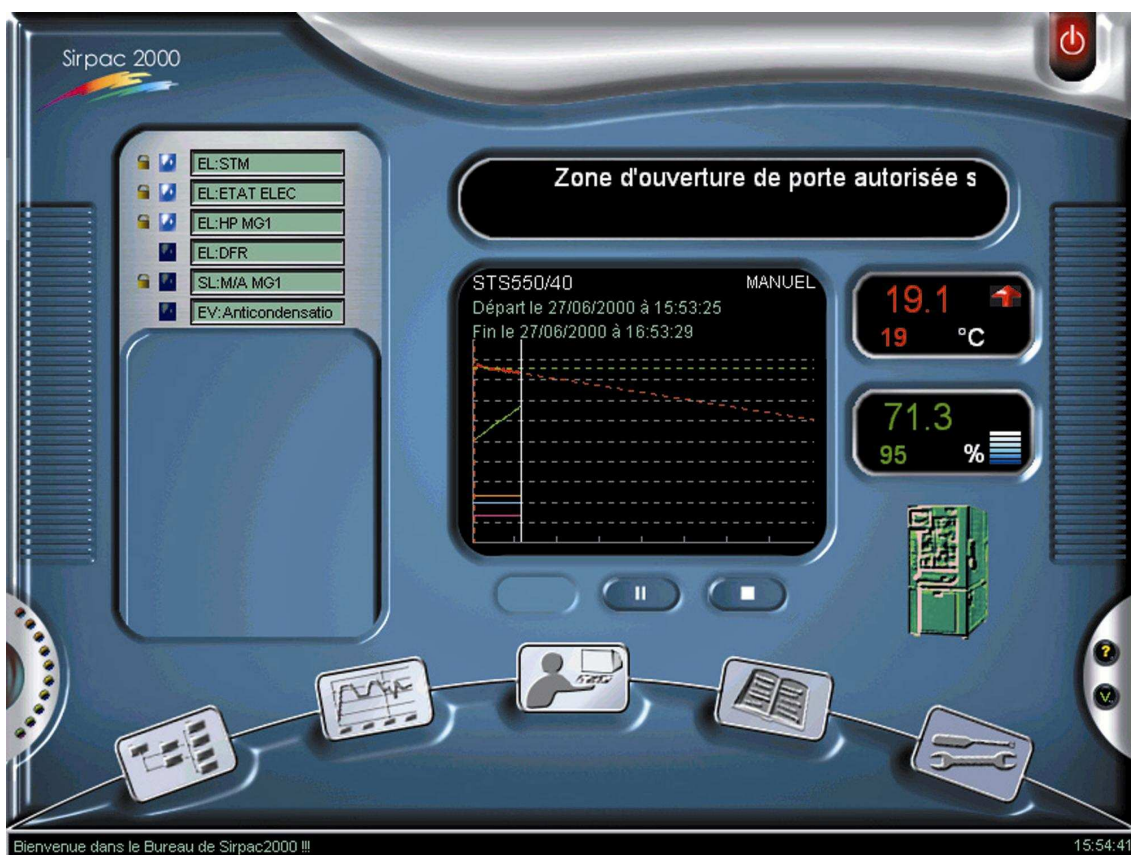 Sirpac 2000
EL:STM
EL:ETAT ELEC
EL:HP MG1
EL:DFR
SL:M/A MG1
EV:Anticondensatio
Zone d'ouverture de porte autorisée s
STS550/40 MANUEL
Départ le 27/06/2000 à 15:53:25
Fin le 27/06/2000 à 16:53:29
19.1
19 °C
71.3
95 %
?
V
Bienvenue dans le Bureau de Sirpac2000 !!! 15:54:41